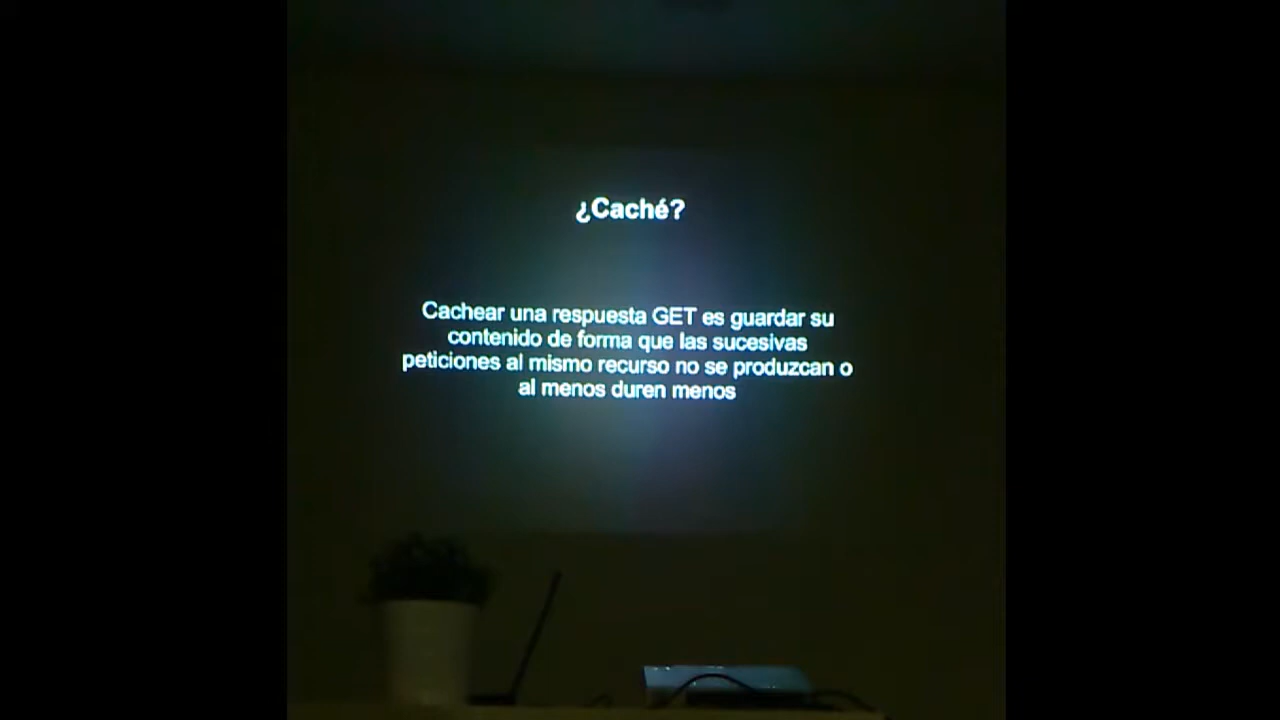 ¿Caché?
Cachear una respuesta GET es guardar su
contenido de forma que las sucesivas
peticiones al mismo recurso no se produzcan o
al menos duren menos